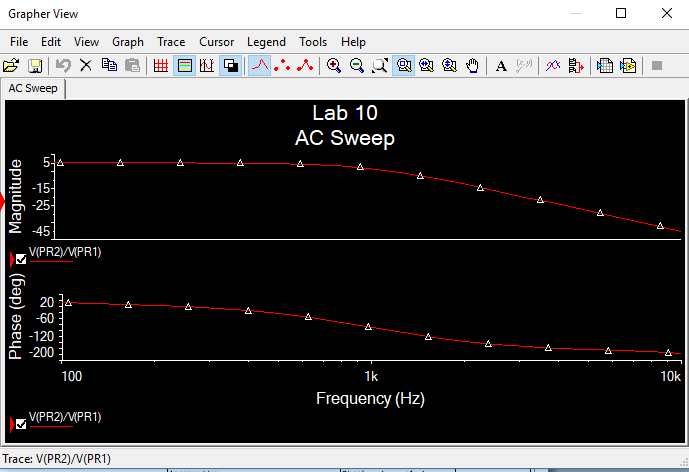 Grapher View
File Edit View Graph Trace Cursor Legend Tools Help
A
AC Sweep
Lab 10
AC Sweep
Magnitude
5
-15
-25
-45
V(PR2)/V(PR1)
Phase (deg)
20
-60
-120
-200
100 1k 10k
Frequency (Hz)
V(PR2)/V(PR1)
Trace: V(PR2)/V(PR1)